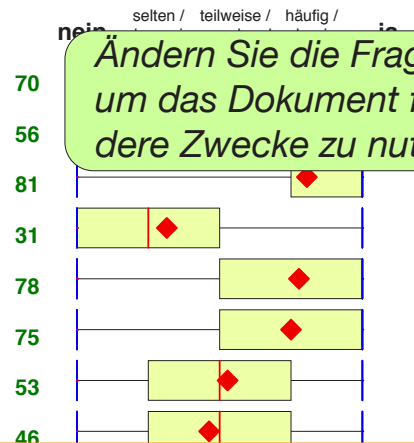 selten / teilweise / häufig /
nein
Ändern Sie die Frag
70
um das Dokument f
56
dere Zwecke zu nut
81
31
78
75
53
46